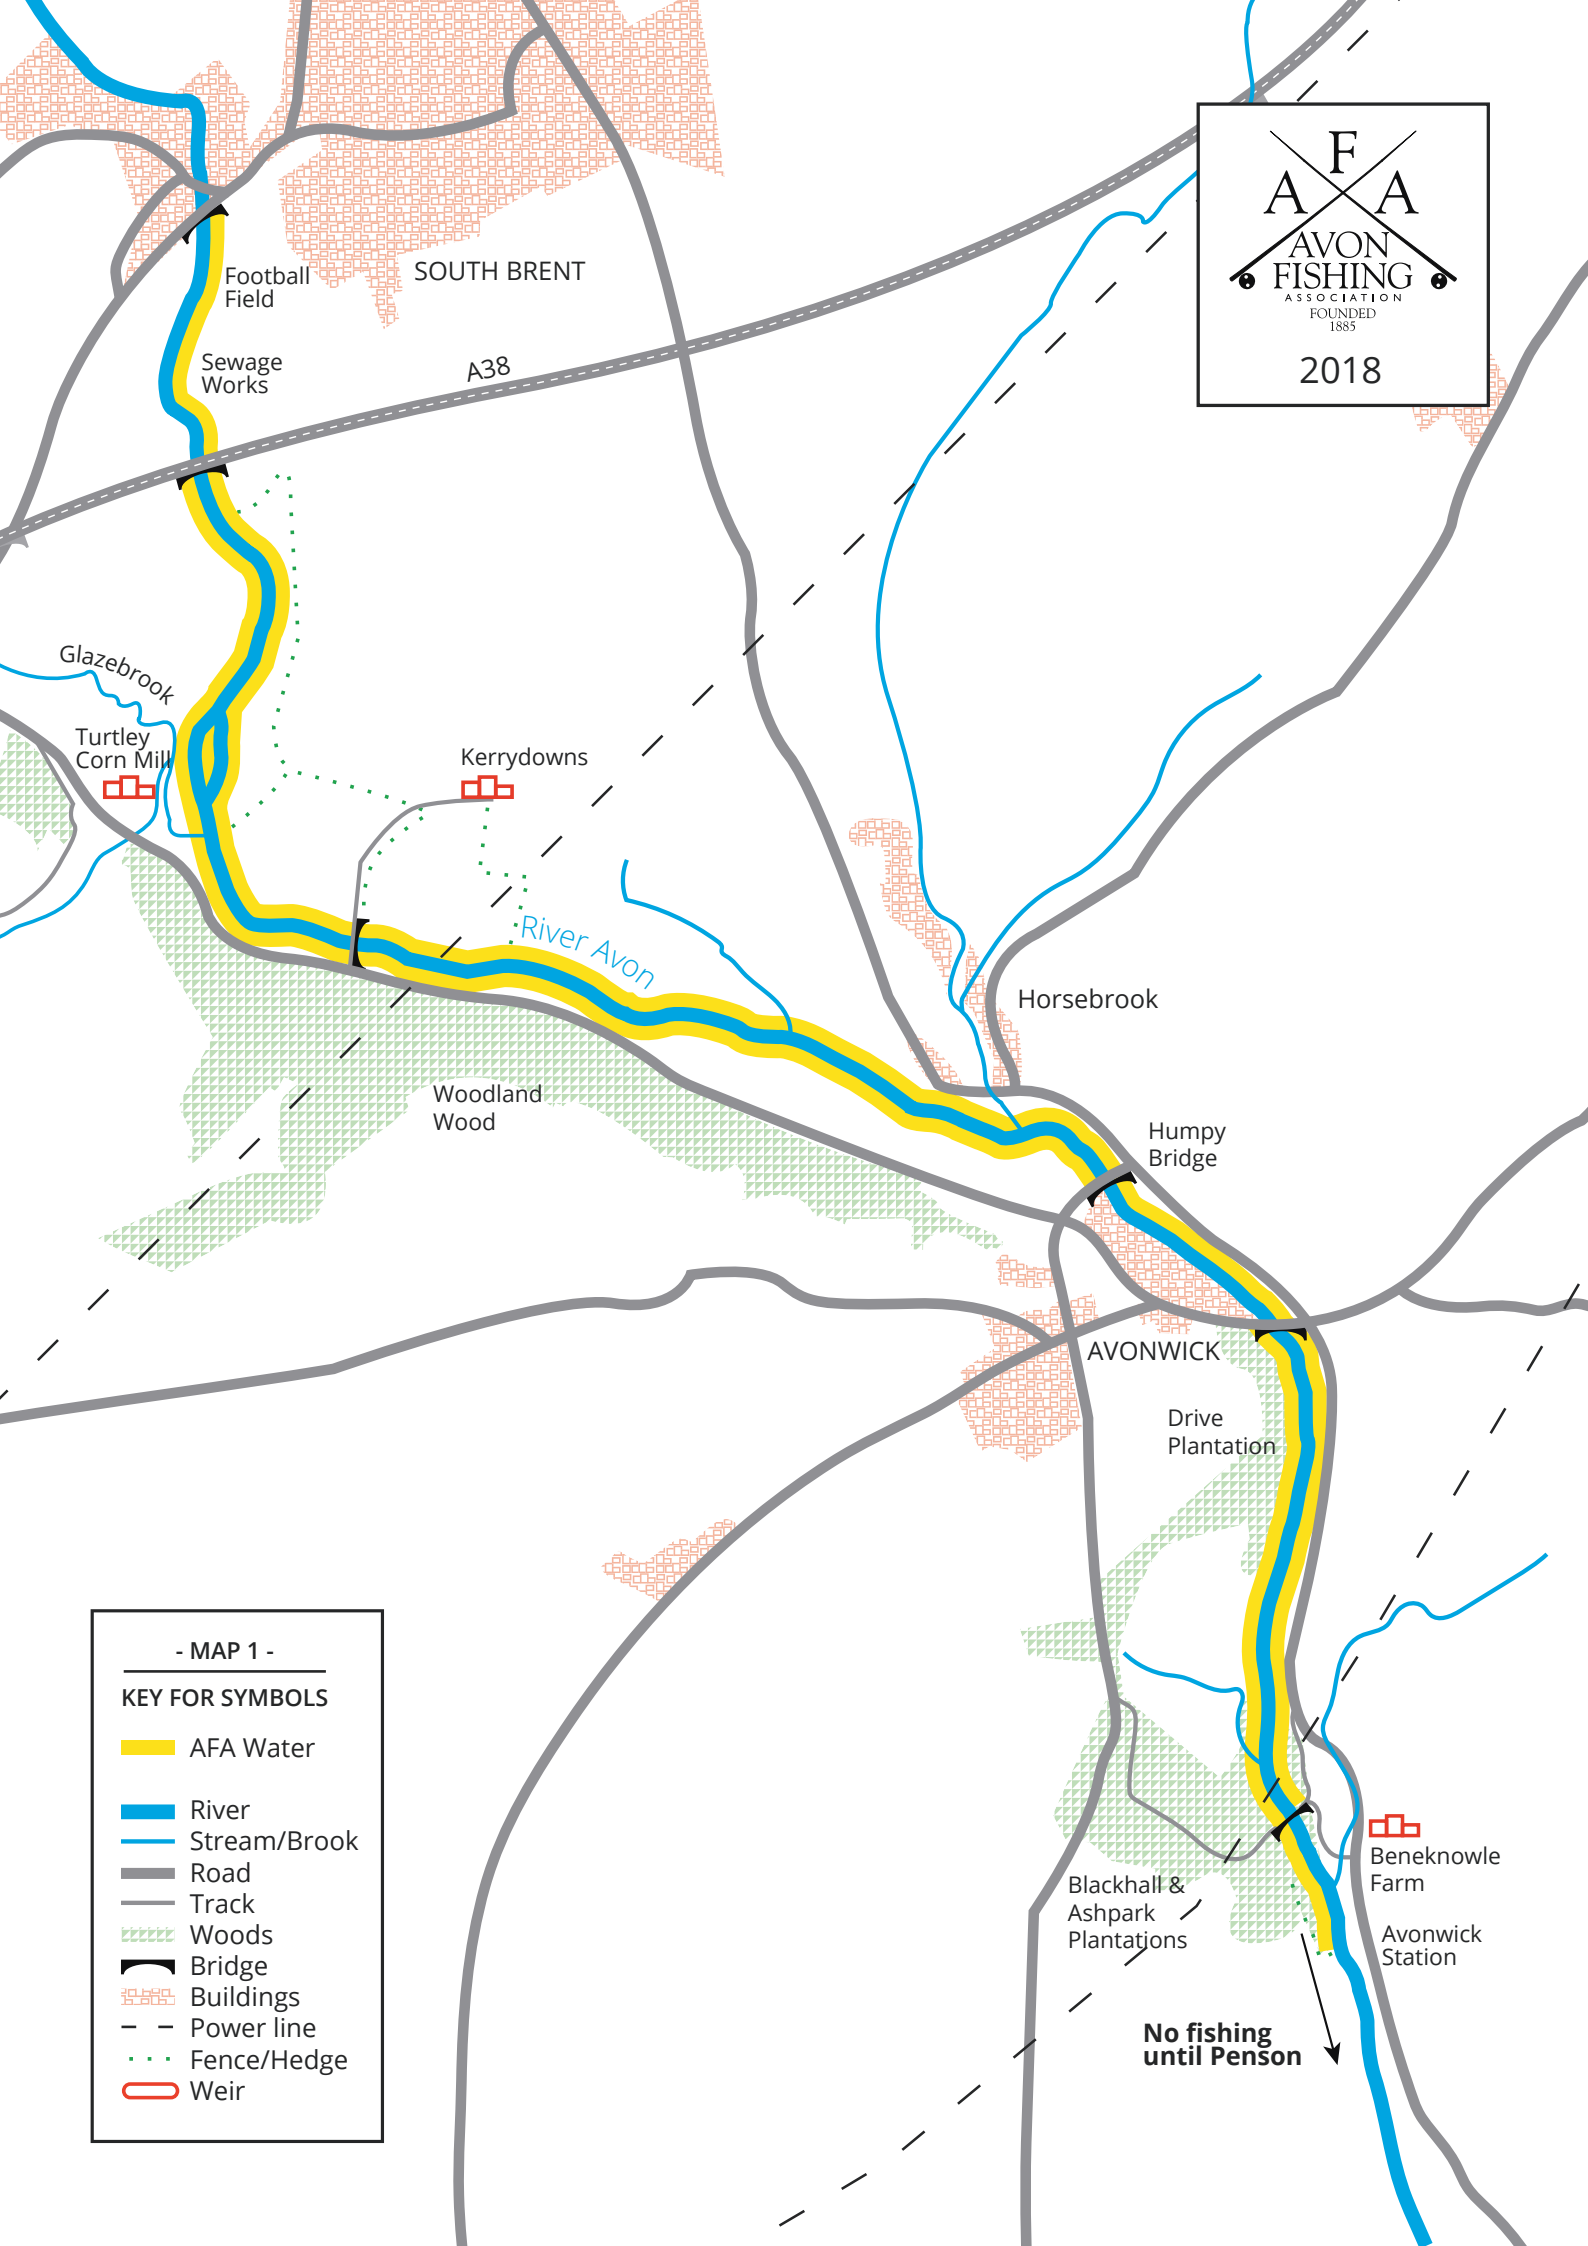 F
A A
AVON
FISHING
ASSOCIATION
FOUNDED
1885
2018
Football
Field
SOUTH BRENT
Sewage
Works
A38
Glazebrook
Turtley
Corn Mill
Kerrydowns
River Avon
Horsebrook
Woodland
Wood
Humpy
Bridge
AVONWICK
Drive
Plantation
Beneknowle
Farm
Blackhall &
Ashpark
Plantations
Avonwick
Station
No fishing
until Penson
- MAP 1 -
KEY FOR SYMBOLS
AFA Water
River
Stream/Brook
Road
Track
Woods
Bridge
Buildings
Power line
Fence/Hedge
Weir